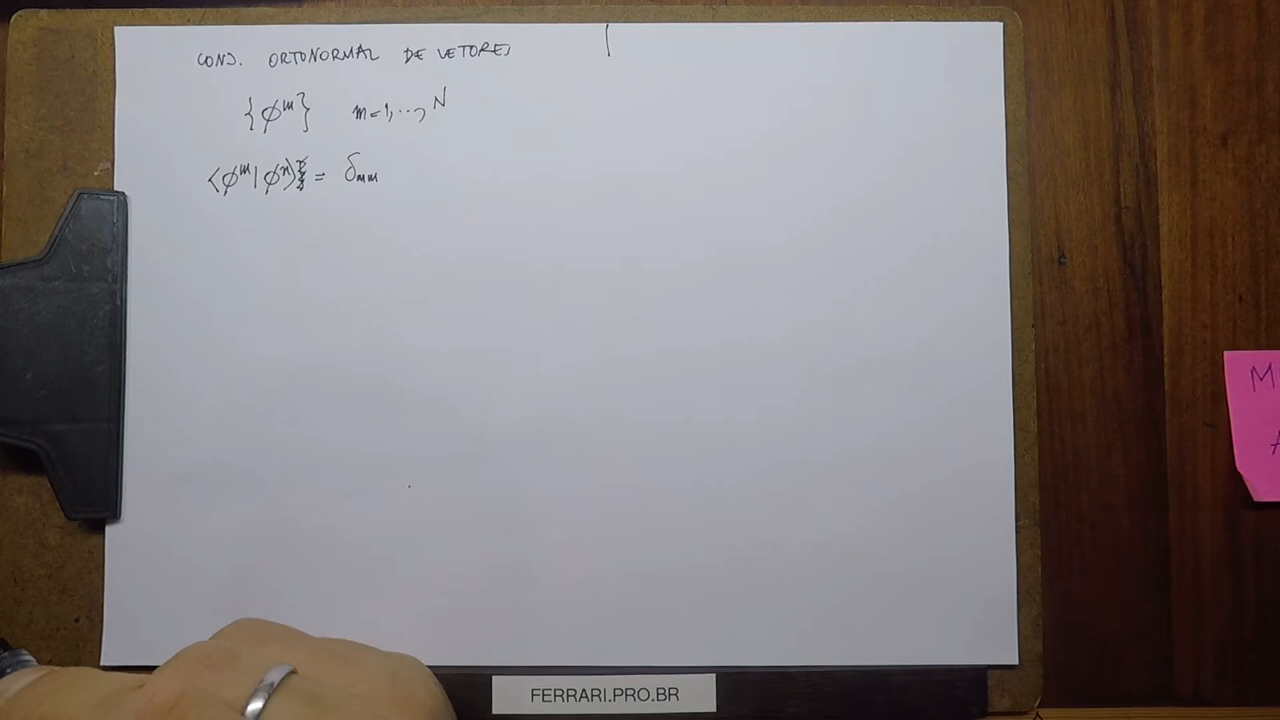 CONJ. ORTONORMAL DE VETORES
{ϕᵐ} m=1,...,N
⟨ϕᵐ|ϕⁿ⟩ = δₘₙ
M
A
FERRARI.PRO.BR